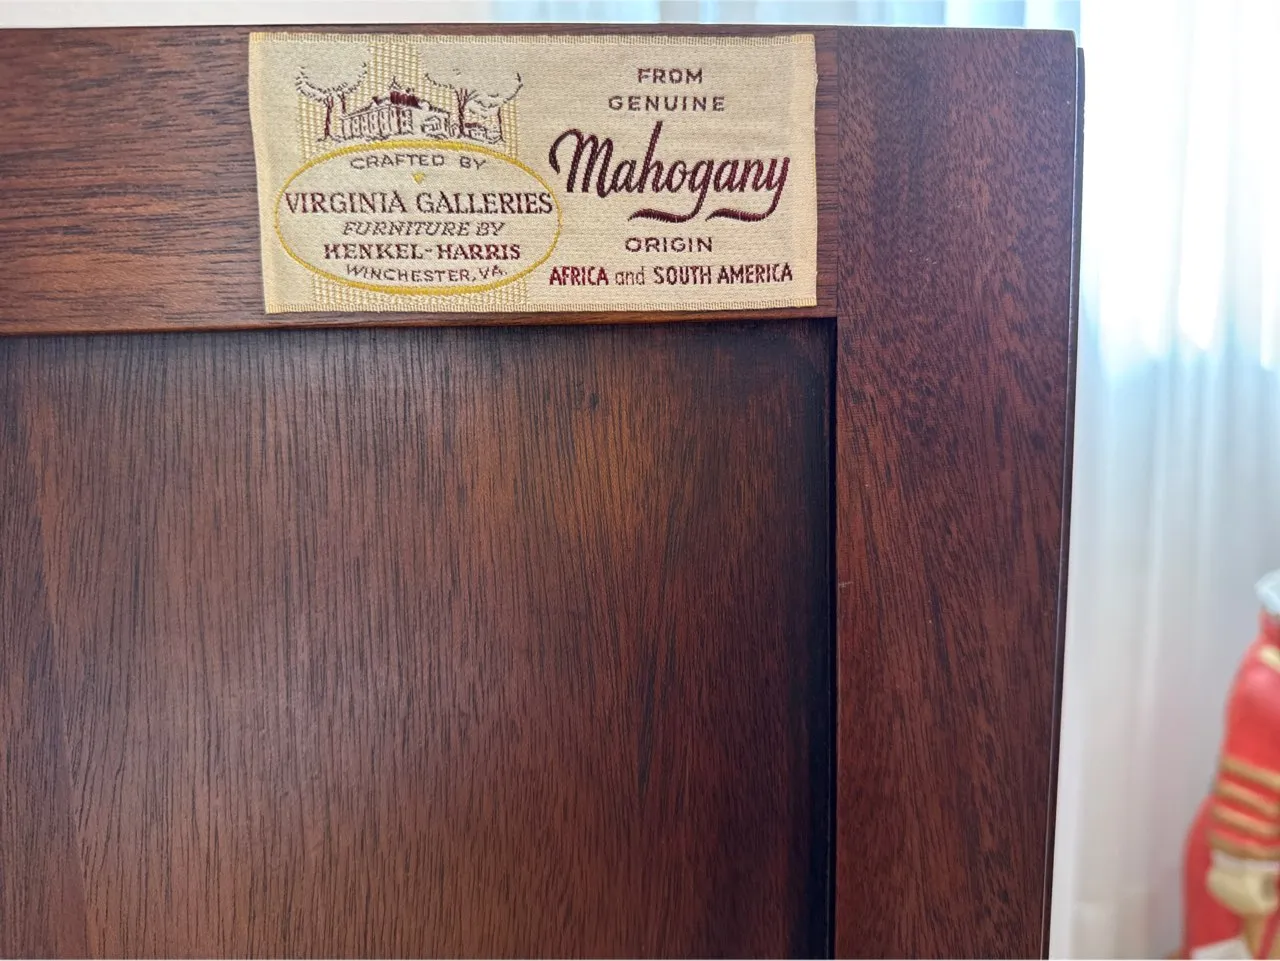 CRAFTED BY
VIRGINIA GALLERIES
FURNITURE BY
HENKEL-HARRIS
WINCHESTER, VA.
FROM
GENUINE
Mahogany
ORIGIN
AFRICA and SOUTH AMERICA